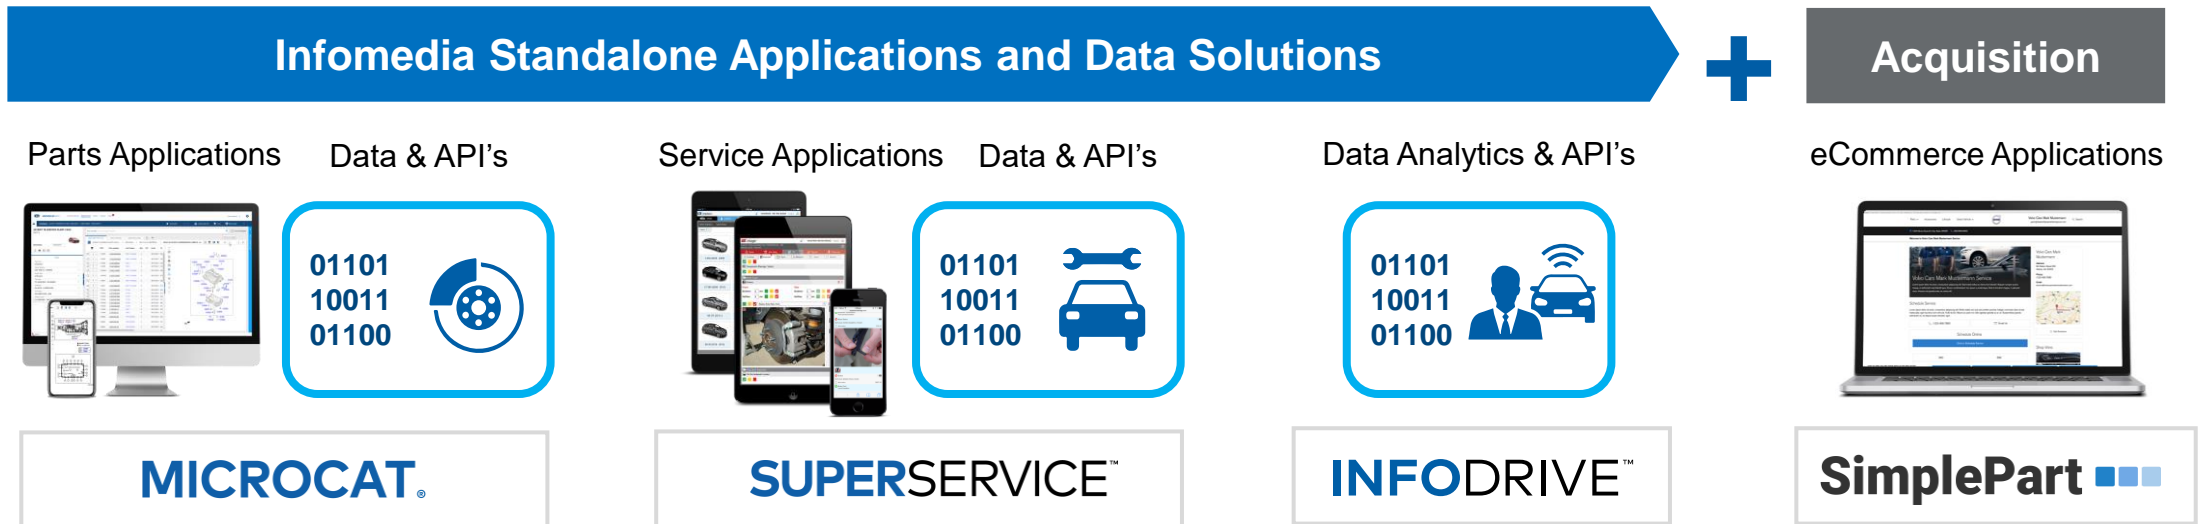 Infomedia Standalone Applications and Data Solutions
Acquisition
Parts Applications
Data & API's
Service Applications
Data & API's
Data Analytics & API's
eCommerce Applications
01101
10011
01100
01101
10011
01100
01101
10011
01100
MICROCAT®
SUPERSERVICE™
INFODRIVE™
SimplePart